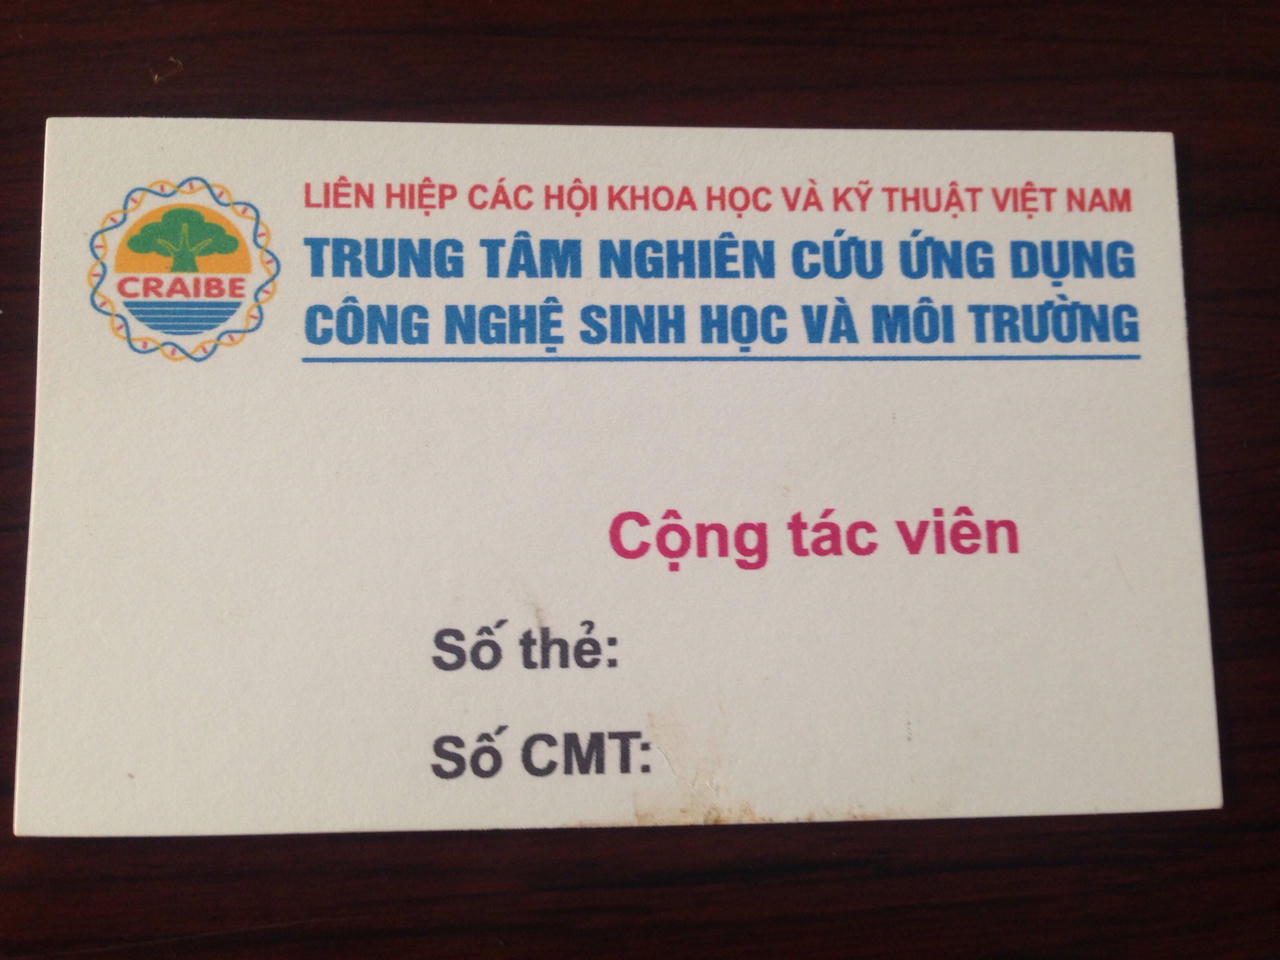 LIÊN HIỆP CÁC HỘI KHOA HỌC VÀ KỸ THUẬT VIỆT NAM
TRUNG TÂM NGHIÊN CỨU ỨNG DỤNG
CÔNG NGHỆ SINH HỌC VÀ MÔI TRƯỜNG
CRAIBE
Cộng tác viên
Số thẻ:
Số CMT: